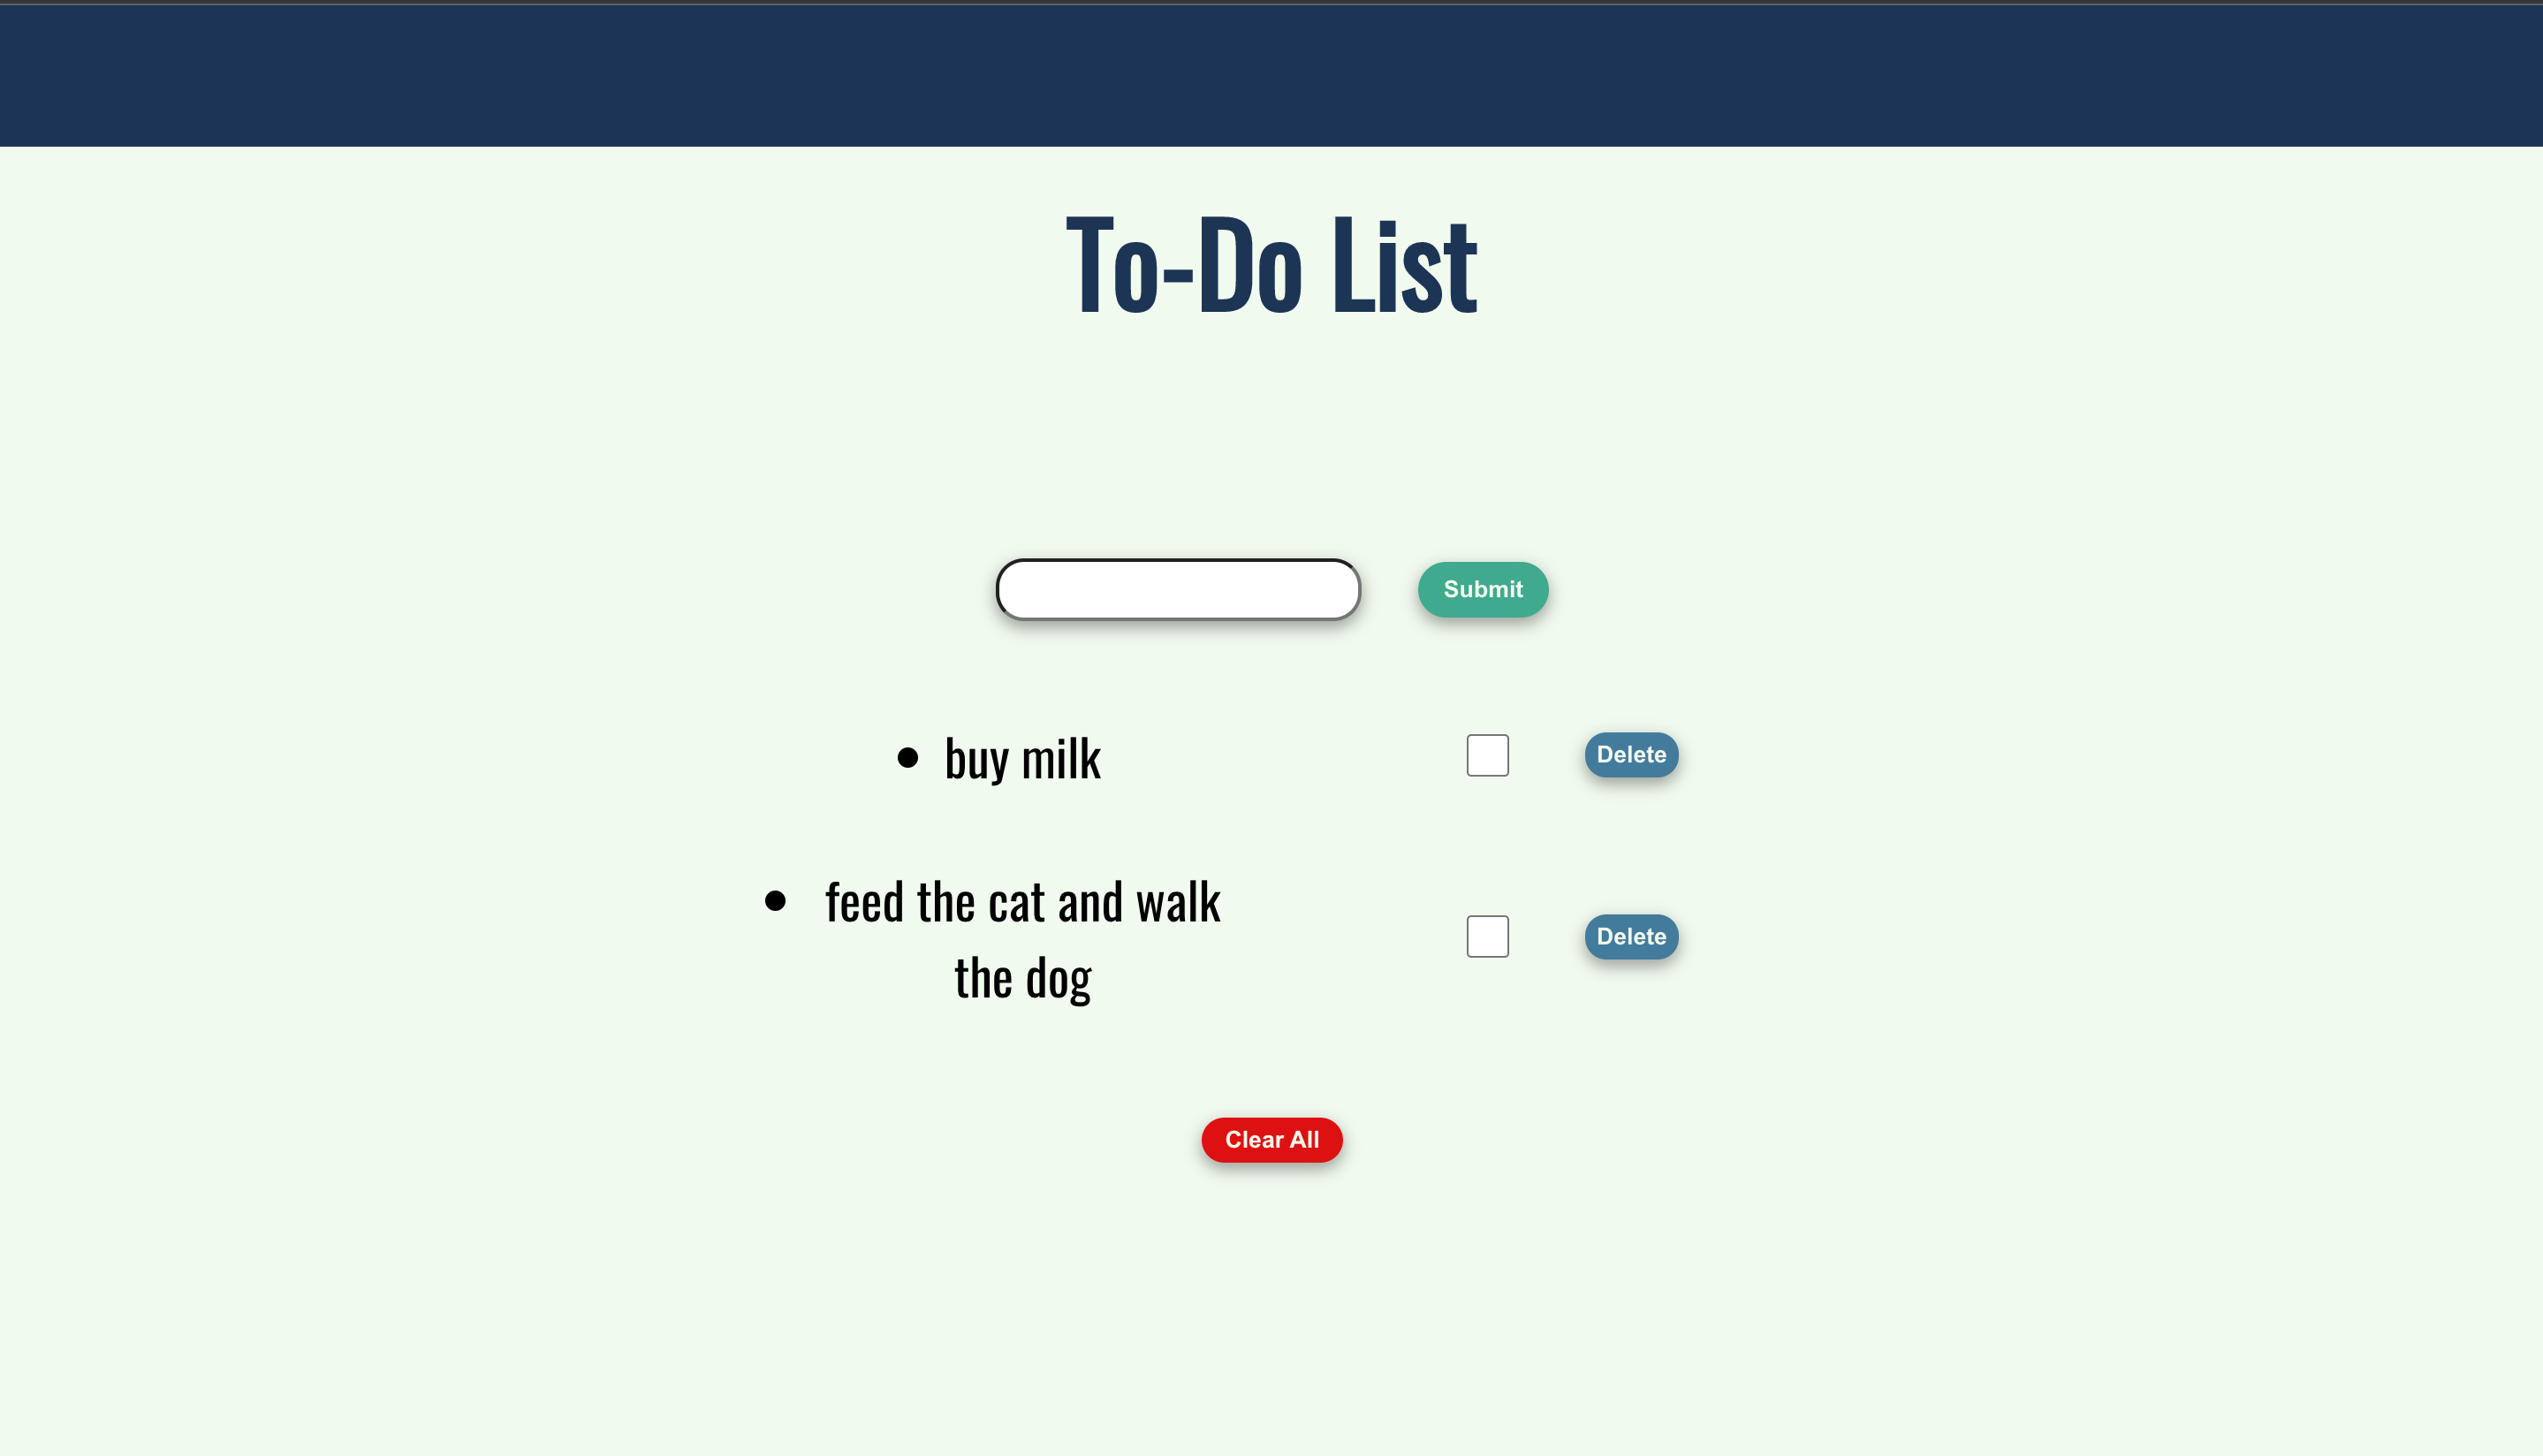 To-Do List
Submit
buy milk
Delete
feed the cat and walk
the dog
Delete
Clear All